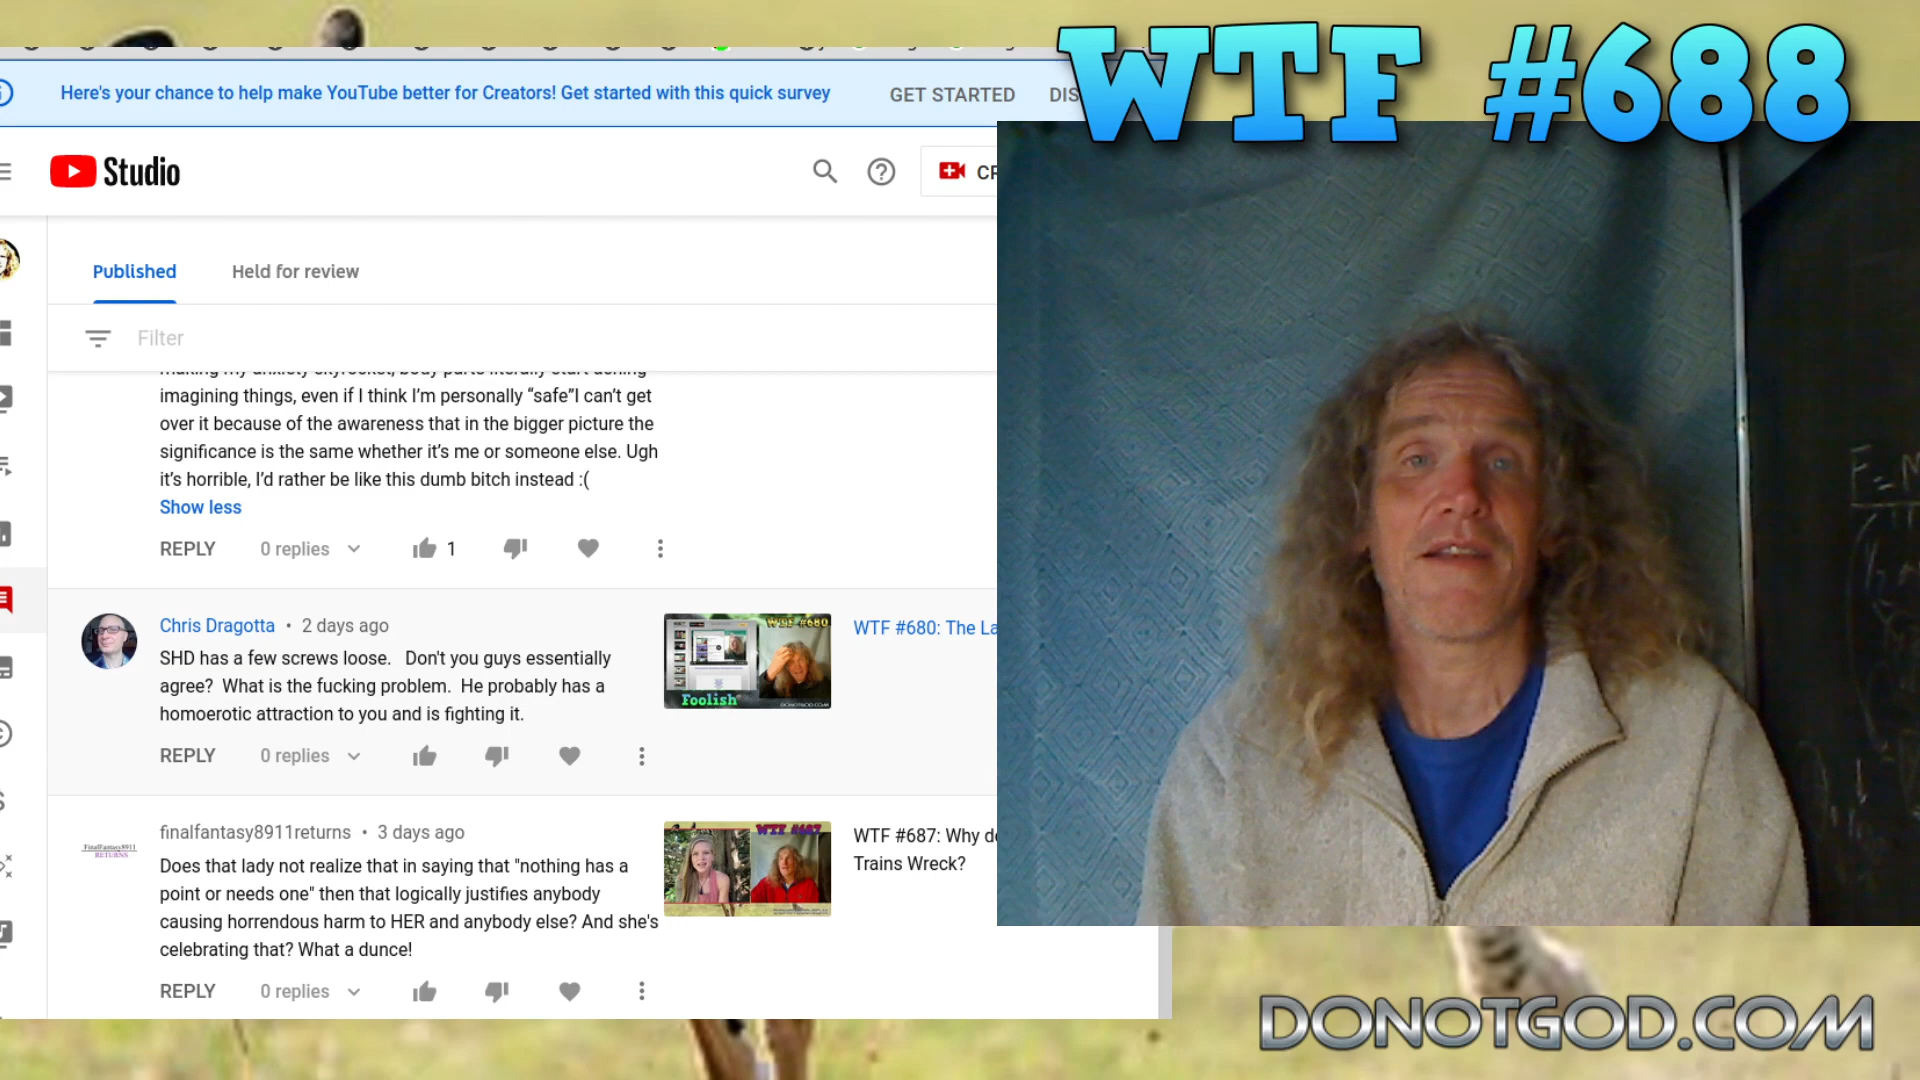 WTF #688
Here's your chance to help make YouTube better for Creators! Get started with this quick survey
GET STARTED
DIS
Studio
CR
Published
Held for review
Filter
imagining things, even if I think I’m personally “safe”I can’t get
over it because of the awareness that in the bigger picture the
significance is the same whether it’s me or someone else. Ugh
it’s horrible, I’d rather be like this dumb bitch instead :(
Show less
REPLY 0 replies 1
Chris Dragotta • 2 days ago
SHD has a few screws loose. Don't you guys essentially
agree? What is the fucking problem. He probably has a
homoerotic attraction to you and is fighting it.
WTF #680
Foolish
DONOTGOD.COM
WTF #680: The La
REPLY 0 replies
FinalFantasy8911
RETURNS
finalfantasy8911returns • 3 days ago
Does that lady not realize that in saying that "nothing has a
point or needs one" then that logically justifies anybody
causing horrendous harm to HER and anybody else? And she's
celebrating that? What a dunce!
WTF #687
WTF #687: Why do
Trains Wreck?
REPLY 0 replies
DONOTGOD.COM